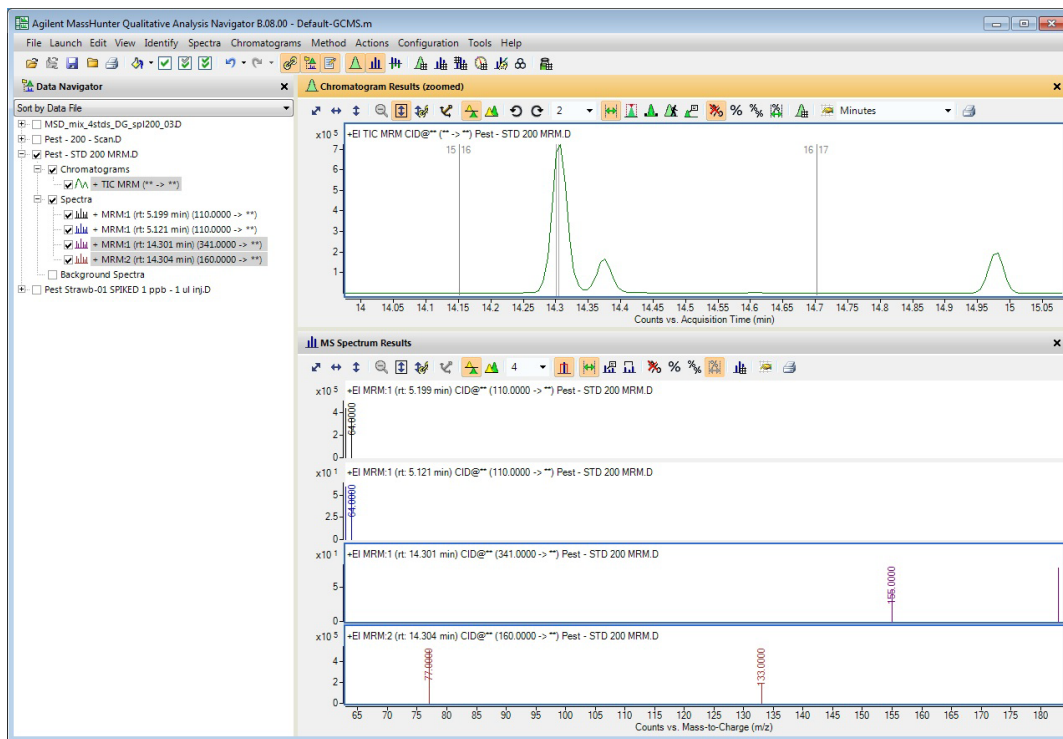 Agilent MassHunter Qualitative Analysis Navigator B.08.00 - Default-GCMS.m
File Launch Edit View Identify Spectra Chromatograms Method Actions Configuration Tools Help
Data Navigator
Sort by Data File
MSD_mix_4stds_DG_spl200_03.D
Pest - 200 - Scan.D
Pest - STD 200 MRM.D
Chromatograms
+ TIC MRM (** -> **)
Spectra
+ MRM:1 (rt: 5.199 min) (110.0000 -> **)
+ MRM:1 (rt: 5.121 min) (110.0000 -> **)
+ MRM:1 (rt: 14.301 min) (341.0000 -> **)
+ MRM:2 (rt: 14.304 min) (160.0000 -> **)
Background Spectra
Pest Strawb-01 SPIKED 1 ppb - 1 ul inj.D
Chromatogram Results (zoomed)
2 % Minutes
x10 5 +EI TIC MRM CID@** (** -> **) Pest - STD 200 MRM.D
15 16 16 17
7
6
5
4
3
2
1
14 14.05 14.1 14.15 14.2 14.25 14.3 14.35 14.4 14.45 14.5 14.55 14.6 14.65 14.7 14.75 14.8 14.85 14.9 14.95 15 15.05
Counts vs. Acquisition Time (min)
MS Spectrum Results
4 %
x10 5 +EI MRM:1 (rt: 5.199 min) CID@** (110.0000 -> **) Pest - STD 200 MRM.D
64.0000
4
2
0
x10 1 +EI MRM:1 (rt: 5.121 min) CID@** (110.0000 -> **) Pest - STD 200 MRM.D
64.0000
5
2.5
0
x10 1 +EI MRM:1 (rt: 14.301 min) CID@** (341.0000 -> **) Pest - STD 200 MRM.D
155.0000
5
0
x10 5 +EI MRM:2 (rt: 14.304 min) CID@** (160.0000 -> **) Pest - STD 200 MRM.D
77.0000 133.0000
4
2
0
65 70 75 80 85 90 95 100 105 110 115 120 125 130 135 140 145 150 155 160 165 170 175 180
Counts vs. Mass-to-Charge (m/z)